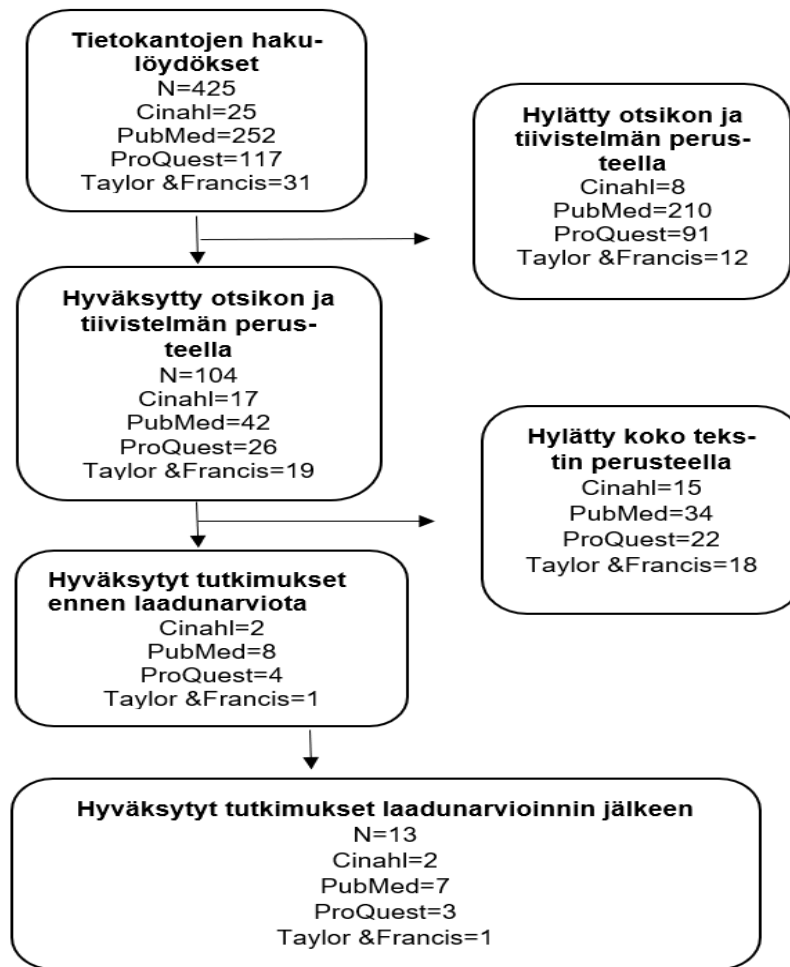 Tietokantojen haku-
löydökset
N=425
Cinahl=25
PubMed=252
ProQuest=117
Taylor &Francis=31
Hylätty otsikon ja
tiivistelmän perus-
teella
Cinahl=8
PubMed=210
ProQuest=91
Taylor &Francis=12
Hyväksytty otsikon ja
tiivistelmän perus-
teella
N=104
Cinahl=17
PubMed=42
ProQuest=26
Taylor &Francis=19
Hylätty koko teks-
tin perusteella
Cinahl=15
PubMed=34
ProQuest=22
Taylor &Francis=18
Hyväksytyt tutkimukset
ennen laadunarviota
Cinahl=2
PubMed=8
ProQuest=4
Taylor &Francis=1
Hyväksytyt tutkimukset laadunarvioinnin jälkeen
N=13
Cinahl=2
PubMed=7
ProQuest=3
Taylor &Francis=1